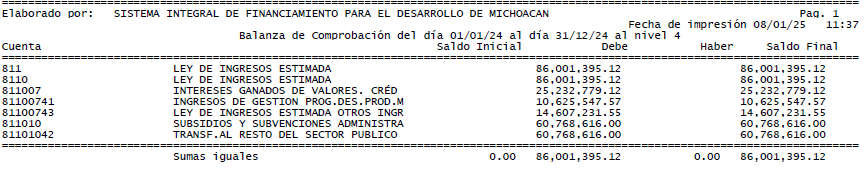 Elaborado por: SISTEMA INTEGRAL DE FINANCIAMIENTO PARA EL DESARROLLO DE MICHOACAN Pag. 1
Fecha de impresión 08/01/25 11:37
Balanza de Comprobación del día 01/01/24 al día 31/12/24 al nivel 4
Cuenta Saldo Inicial Debe Haber Saldo Final
811 LEY DE INGRESOS ESTIMADA 86,001,395.12 86,001,395.12
8110 LEY DE INGRESOS ESTIMADA 86,001,395.12 86,001,395.12
811007 INTERESES GANADOS DE VALORES. CRÉD 25,232,779.12 25,232,779.12
81100741 INGRESOS DE GESTION PROG.DES.PROD.M 10,625,547.57 10,625,547.57
81100743 LEY DE INGRESOS ESTIMADA OTROS INGR 14,607,231.55 14,607,231.55
811010 SUBSIDIOS Y SUBVENCIONES ADMINISTRA 60,768,616.00 60,768,616.00
81101042 TRANSF.AL RESTO DEL SECTOR PUBLICO 60,768,616.00 60,768,616.00
Sumas iguales 0.00 86,001,395.12 0.00 86,001,395.12